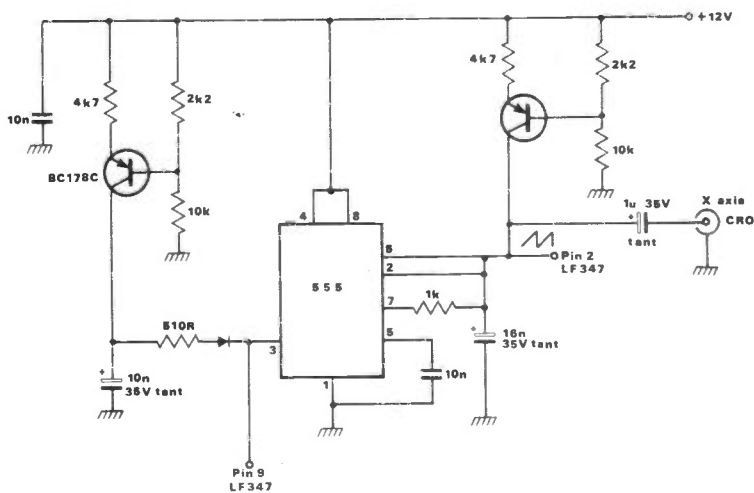 +12V
4k7
2k2
4k7
2k2
10n
10k
BC178C
10k
1u 35V
X axis
CRO
tant
4
8
6
Pin 2
LF347
2
555
1k
7
16n
35V tant
510R
5
3
10n
35V tant
10n
1
Pin 9
LF347